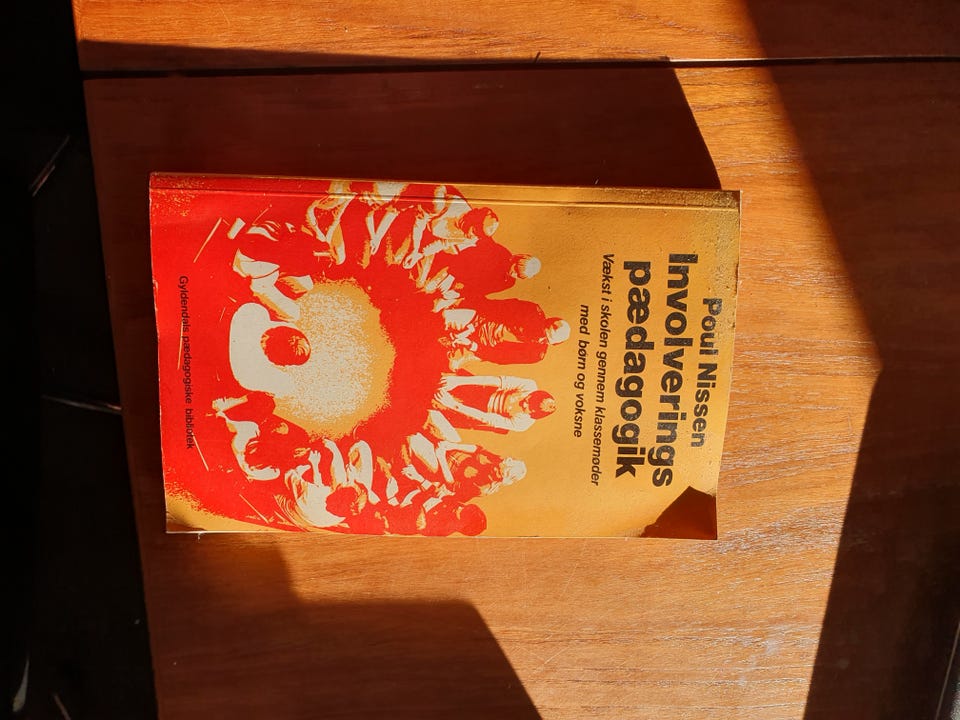 Poul Nissen
Involverings
pædagogik
Vækst i skolen gennem klassemøder
med børn og voksne
Gyldendals pædagogiske bibliotek